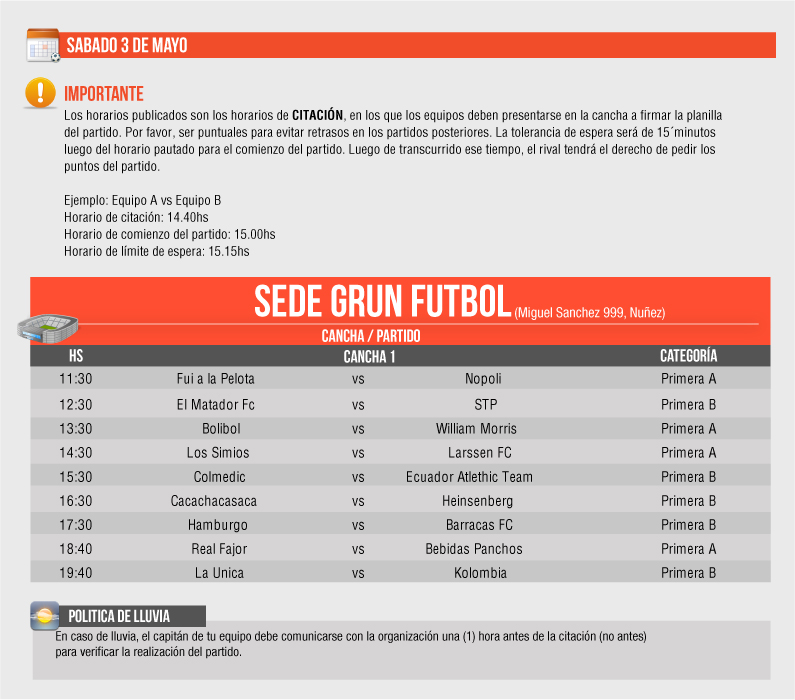 SABADO 3 DE MAYO
IMPORTANTE
Los horarios publicados son los horarios de CITACIÓN, en los que los equipos deben presentarse en la cancha a firmar la planilla
del partido. Por favor, ser puntuales para evitar retrasos en los partidos posteriores. La tolerancia de espera será de 15´minutos
luego del horario pautado para el comienzo del partido. Luego de transcurrido ese tiempo, el rival tendrá el derecho de pedir los
puntos del partido.
Ejemplo: Equipo A vs Equipo B
Horario de citación: 14.40hs
Horario de comienzo del partido: 15.00hs
Horario de límite de espera: 15.15hs
SEDE GRUN FUTBOL (Miguel Sanchez 999, Nuñez)
CANCHA / PARTIDO
HS CANCHA 1 CATEGORÍA
11:30 Fui a la Pelota vs Nopoli Primera A
12:30 El Matador Fc vs STP Primera B
13:30 Bolibol vs William Morris Primera A
14:30 Los Simios vs Larssen FC Primera A
15:30 Colmedic vs Ecuador Atlethic Team Primera B
16:30 Cacachacasaca vs Heinsenberg Primera B
17:30 Hamburgo vs Barracas FC Primera B
18:40 Real Fajor vs Bebidas Panchos Primera A
19:40 La Unica vs Kolombia Primera B
POLITICA DE LLUVIA
En caso de lluvia, el capitán de tu equipo debe comunicarse con la organización una (1) hora antes de la citación (no antes)
para verificar la realización del partido.